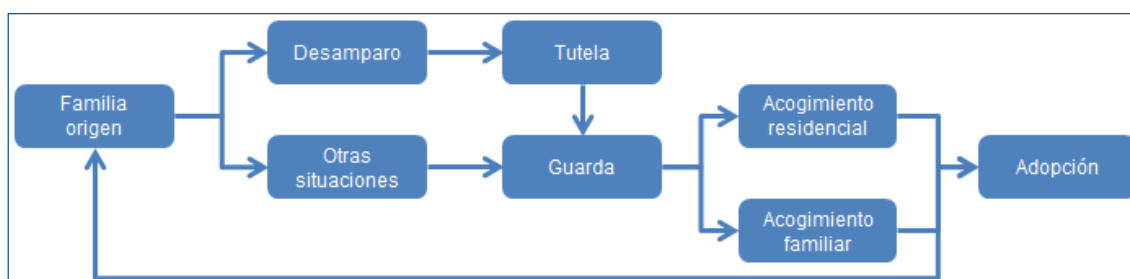 Familia
origen
Desamparo
Otras
situaciones
Tutela
Guarda
Acogimiento
residencial
Acogimiento
familiar
Adopción